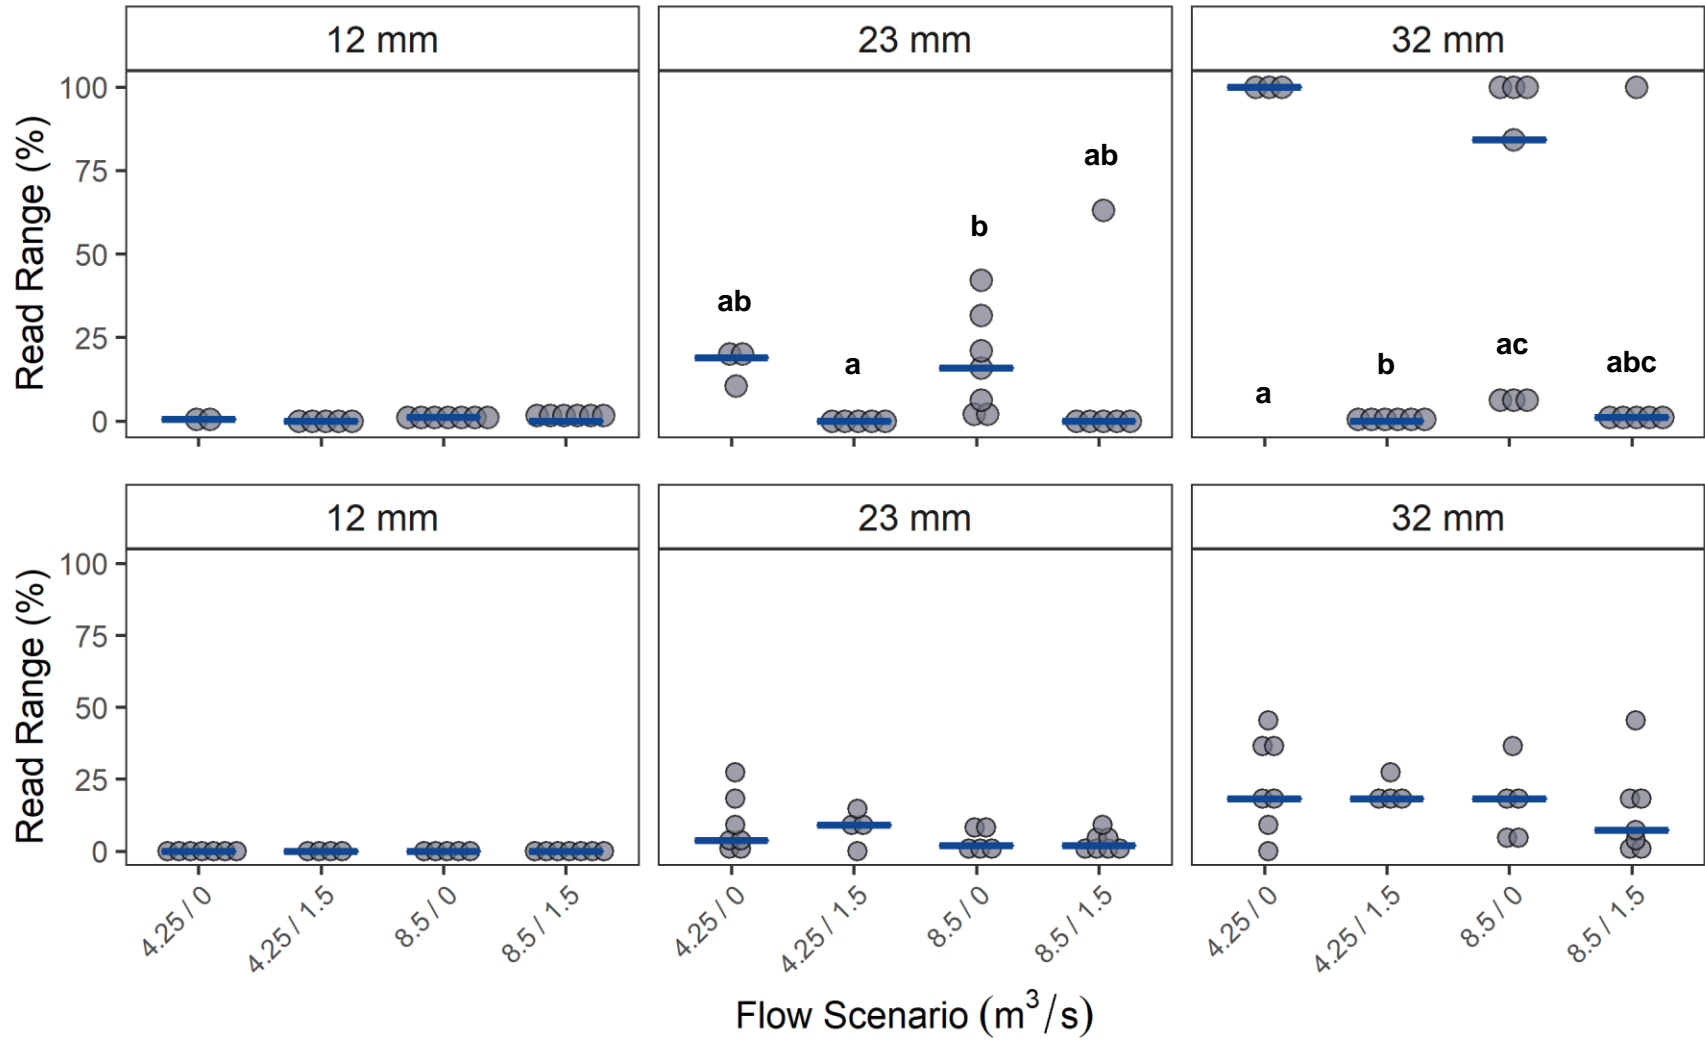 12 mm
23 mm
32 mm
Read Range (%)
100
75
50
25
0
ab
a
b
ab
a
b
ac
abc
12 mm
23 mm
32 mm
Read Range (%)
100
75
50
25
0
4.25 / 0
4.25 / 1.5
8.5 / 0
8.5 / 1.5
4.25 / 0
4.25 / 1.5
8.5 / 0
8.5 / 1.5
4.25 / 0
4.25 / 1.5
8.5 / 0
8.5 / 1.5
Flow Scenario (m³/s)